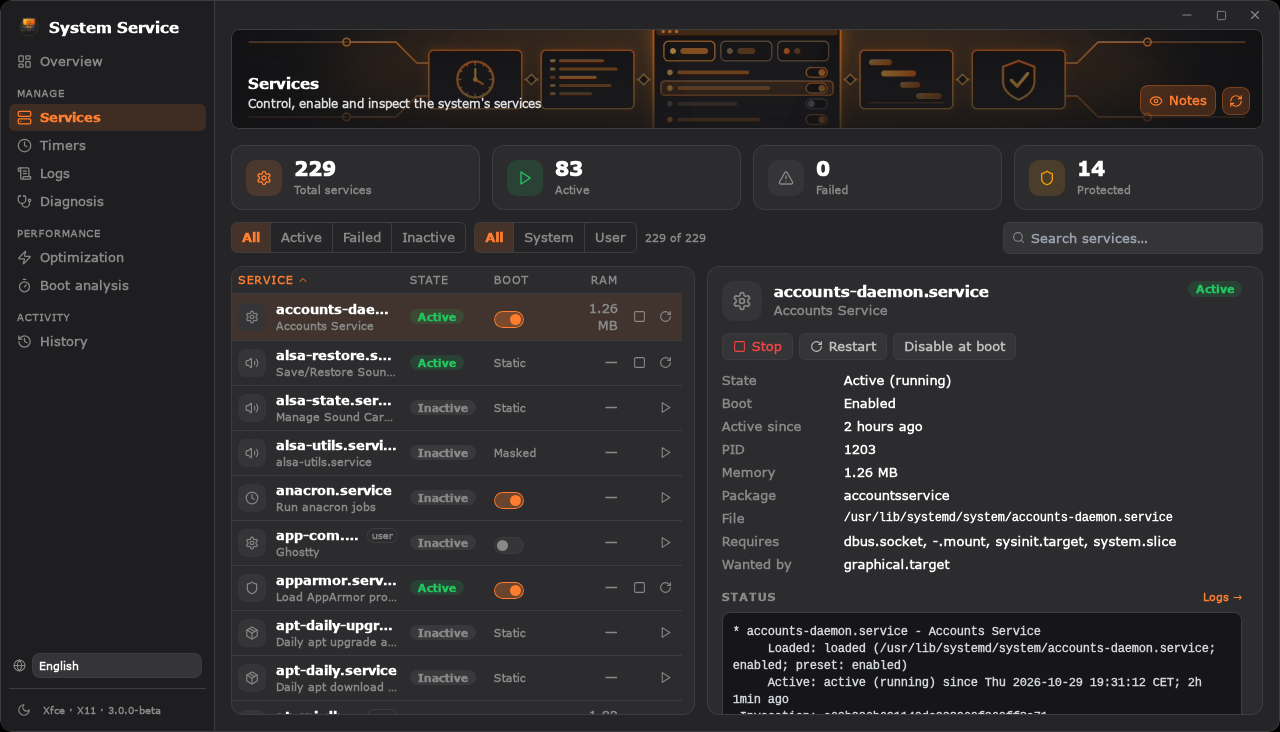 System Service
Overview
MANAGE
Services
Timers
Logs
Diagnosis
PERFORMANCE
Optimization
Boot analysis
ACTIVITY
History
English
Xfce • X11 • 3.0.0-beta
Services
Control, enable and inspect the system's services
Notes
229
Total services
83
Active
0
Failed
14
Protected
All Active Failed Inactive
All System User
229 of 229
Search services...
SERVICE STATE BOOT RAM
accounts-dae... Active 1.26 MB
Accounts Service
alsa-restore.s... Active Static —
Save/Restore Soun...
alsa-state.ser... Inactive Static —
Manage Sound Car...
alsa-utils.servi... Inactive Masked —
alsa-utils.service
anacron.service Inactive —
Run anacron jobs
app-com.... user Inactive —
Ghostty
apparmor.serv... Active —
Load AppArmor pro...
apt-daily-upgr... Inactive Static —
Daily apt upgrade a...
apt-daily.service Inactive Static —
Daily apt download ...
accounts-daemon.service
Accounts Service
Active
Stop
Restart
Disable at boot
State Active (running)
Boot Enabled
Active since 2 hours ago
PID 1203
Memory 1.26 MB
Package accountsservice
File /usr/lib/systemd/system/accounts-daemon.service
Requires dbus.socket, -.mount, sysinit.target, system.slice
Wanted by graphical.target
STATUS
Logs →
* accounts-daemon.service - Accounts Service
Loaded: loaded (/usr/lib/systemd/system/accounts-daemon.service;
enabled; preset: enabled)
Active: active (running) since Thu 2026-10-29 19:31:12 CET; 2h
1min ago